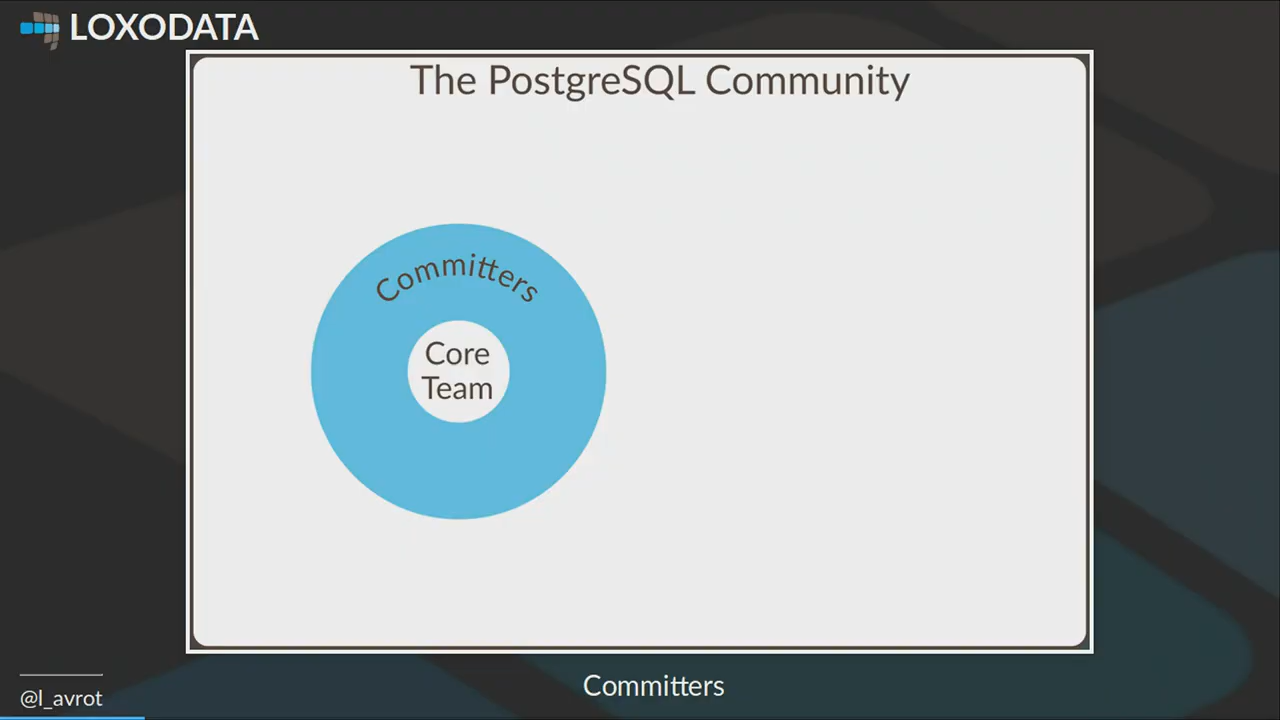 LOXODATA
The PostgreSQL Community
Committers
Core
Team
Committers
@l_avrot